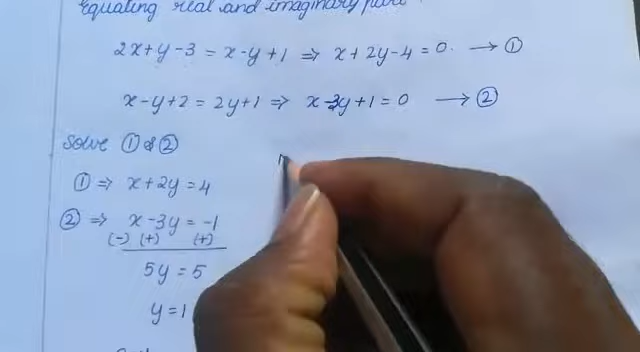 Equating real and imaginary part
2x+y-3 = x-y+1 ⇒ x+2y-4=0. → ①
x-y+2 = 2y+1 ⇒ x-3y+1=0 → ②
Solve ① & ②
① ⇒ x+2y=4
② ⇒ x-3y=-1
(-) (+) (+)
5y=5
y=1